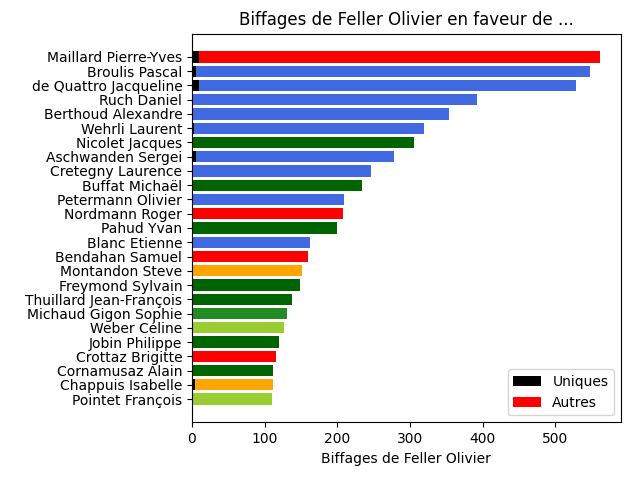 Biffages de Feller Olivier en faveur de ...
Maillard Pierre-Yves
Broulis Pascal
de Quattro Jacqueline
Ruch Daniel
Berthoud Alexandre
Wehrli Laurent
Nicolet Jacques
Aschwanden Sergei
Cretegny Laurence
Buffat Michaël
Petermann Olivier
Nordmann Roger
Pahud Yvan
Blanc Etienne
Bendahan Samuel
Montandon Steve
Freymond Sylvain
Thuillard Jean-François
Michaud Gigon Sophie
Weber Céline
Jobin Philippe
Crottaz Brigitte
Cornamusaz Alain
Chappuis Isabelle
Pointet François
Uniques
Autres
0 100 200 300 400 500
Biffages de Feller Olivier